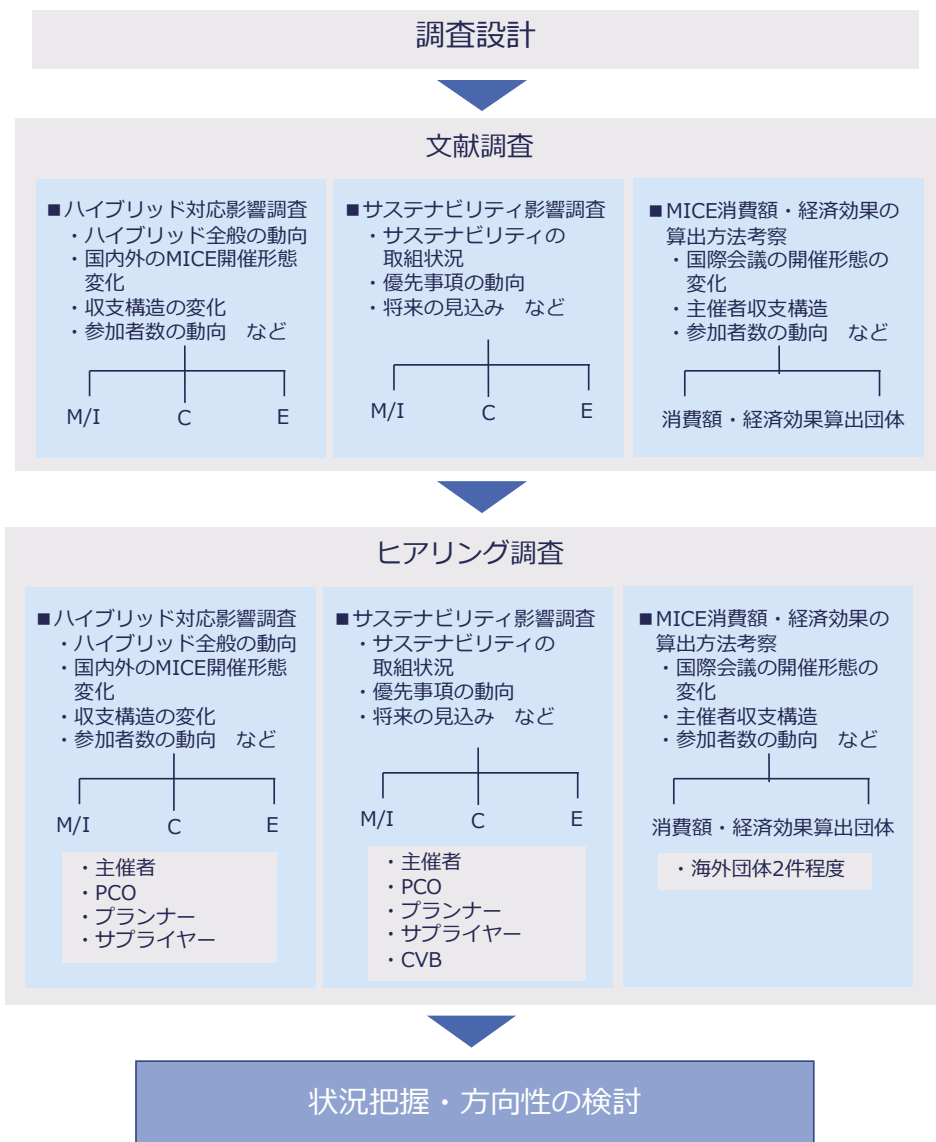 調査設計
文献調査
■ハイブリッド対応影響調査
・ハイブリッド全般の動向
・国内外のMICE開催形態
変化
・収支構造の変化
・参加者数の動向　など
M/I
C
E
■サステナビリティ影響調査
・サステナビリティの
取組状況
・優先事項の動向
・将来の見込み　など
M/I
C
E
■MICE消費額・経済効果の
算出方法考察
・国際会議の開催形態の
変化
・主催者収支構造
・参加者数の動向　など
消費額・経済効果算出団体
ヒアリング調査
■ハイブリッド対応影響調査
・ハイブリッド全般の動向
・国内外のMICE開催形態
変化
・収支構造の変化
・参加者数の動向　など
M/I
C
E
・主催者
・PCO
・プランナー
・サプライヤー
■サステナビリティ影響調査
・サステナビリティの
取組状況
・優先事項の動向
・将来の見込み　など
M/I
C
E
・主催者
・PCO
・プランナー
・サプライヤー
・CVB
■MICE消費額・経済効果の
算出方法考察
・国際会議の開催形態の
変化
・主催者収支構造
・参加者数の動向　など
消費額・経済効果算出団体
・海外団体2件程度
状況把握・方向性の検討